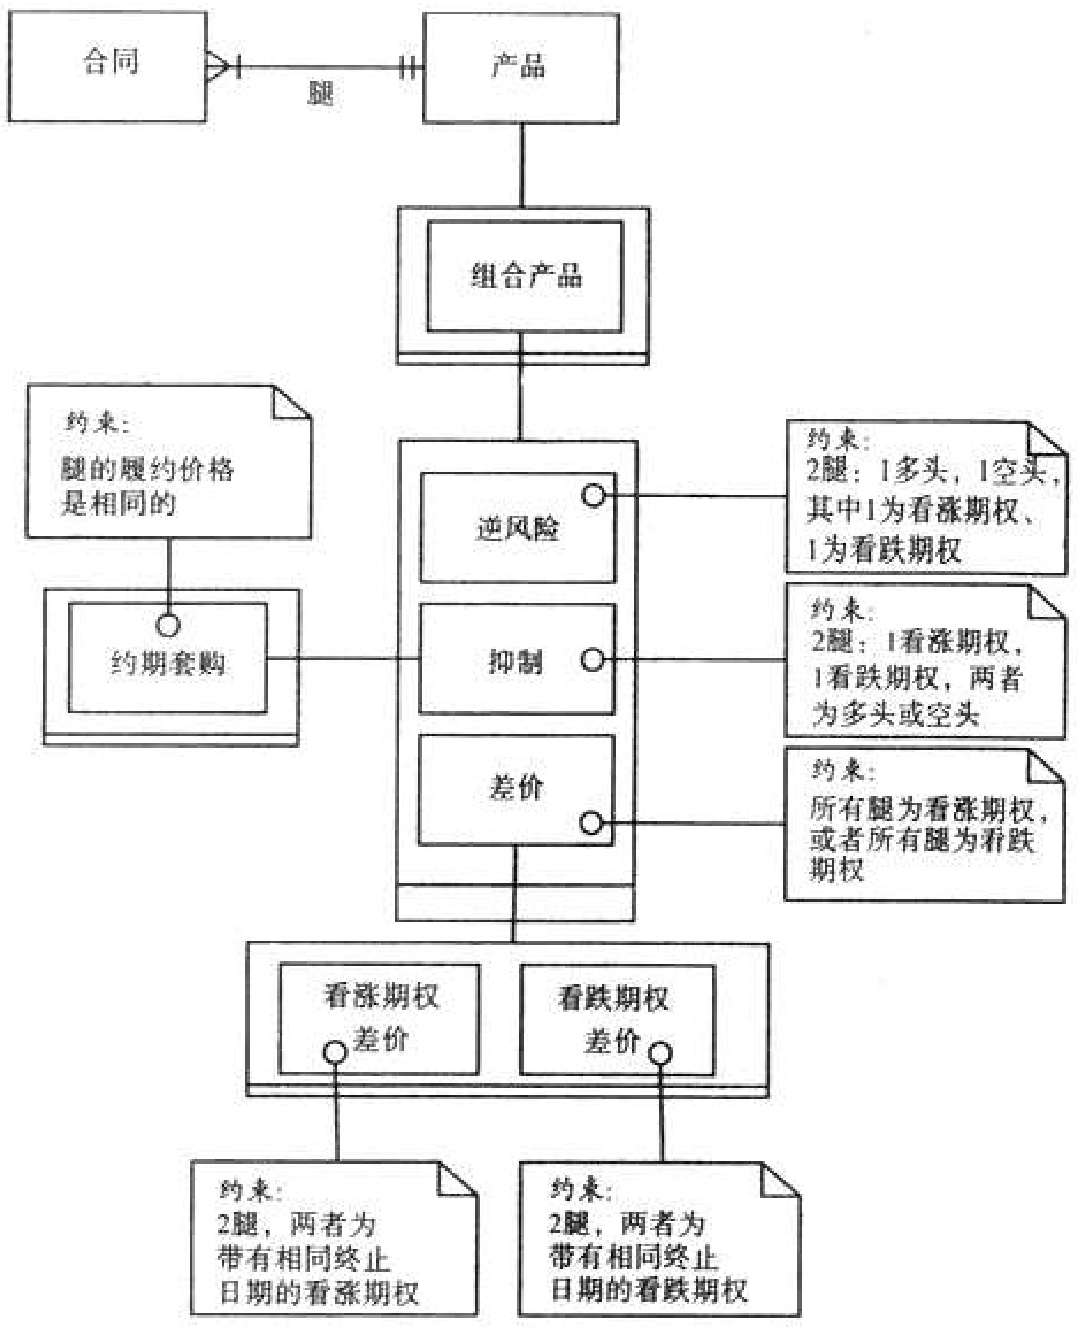 合同
产品
腿
组合产品
约束:
腿的履约价格
是相同的
约束:
2腿: 1多头, 1空头,
其中1为看涨期权、
1为看跌期权
逆风险
约束:
2腿: 1看涨期权,
1看跌期权, 两者
为多头或空头
约期套购
抑制
约束:
所有腿为看涨期权,
或者所有腿为看跌
期权
差价
看涨期权
差价
看跌期权
差价
约束:
2腿, 两者为
带有相同终止
日期的看涨期权
约束:
2腿, 两者为
带有相同终止
日期的看跌期权